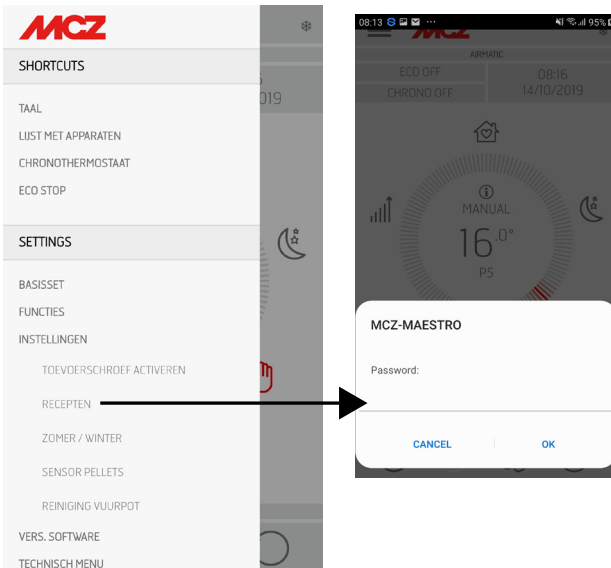 MCZ
SHORTCUTS
TAAL
LIJST MET APPARATEN
CHRONOTHERMOSTAAT
ECO STOP
SETTINGS
BASISSET
FUNCTIES
INSTELLINGEN
TOEVOERSCHROEF ACTIVEREN
RECEPTEN
ZOMER / WINTER
SENSOR PELLETS
REINIGING VUURPOT
VERS. SOFTWARE
TECHNISCH MENU
019
08:13 95%
MCZ
AIRMATIC
ECO OFF
CHRONO OFF
08:16
14/10/2019
MANUAL
16.0°
P5
MCZ-MAESTRO
Password:
CANCEL OK